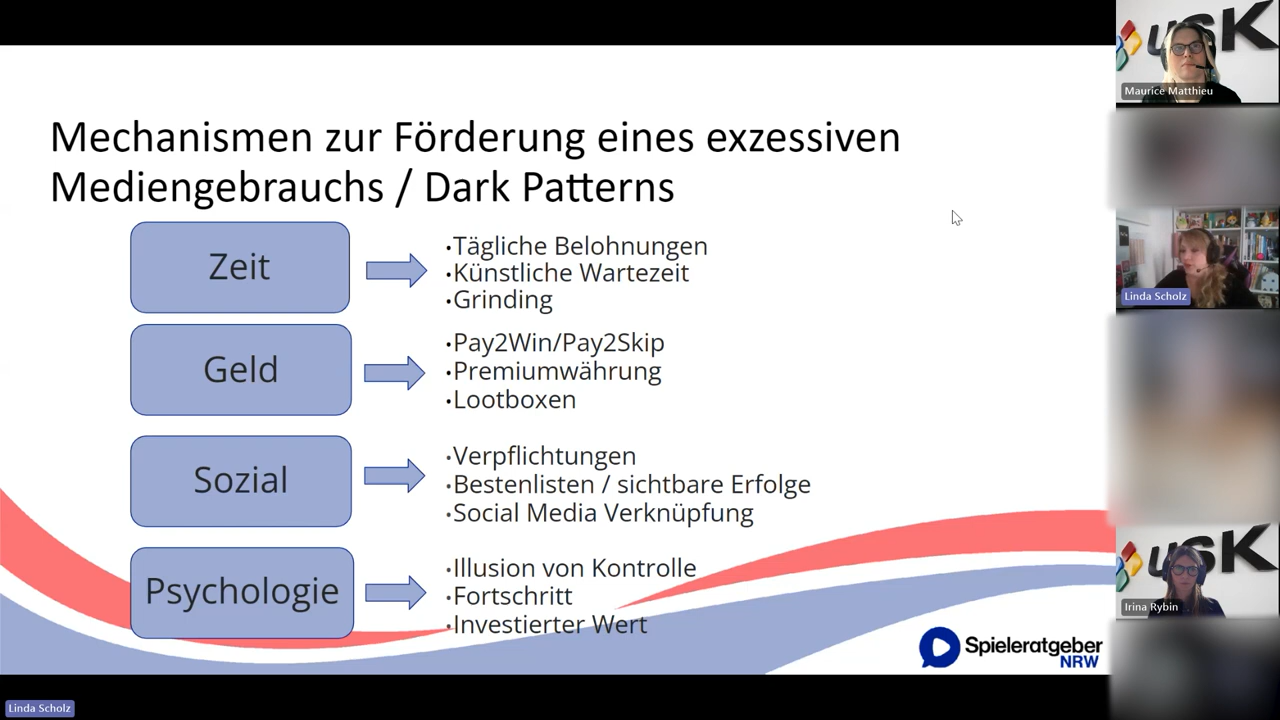 Mechanismen zur Förderung eines exzessiven
Mediengebrauchs / Dark Patterns
Zeit
•Tägliche Belohnungen
•Künstliche Wartezeit
•Grinding
Geld
•Pay2Win/Pay2Skip
•Premiumwährung
•Lootboxen
Sozial
•Verpflichtungen
•Bestenlisten / sichtbare Erfolge
•Social Media Verknüpfung
Psychologie
•Illusion von Kontrolle
•Fortschritt
•Investierter Wert
Spieleratgeber
NRW
Linda Scholz
USK
Maurice Matthieu
Linda Scholz
USK
Irina Rybin